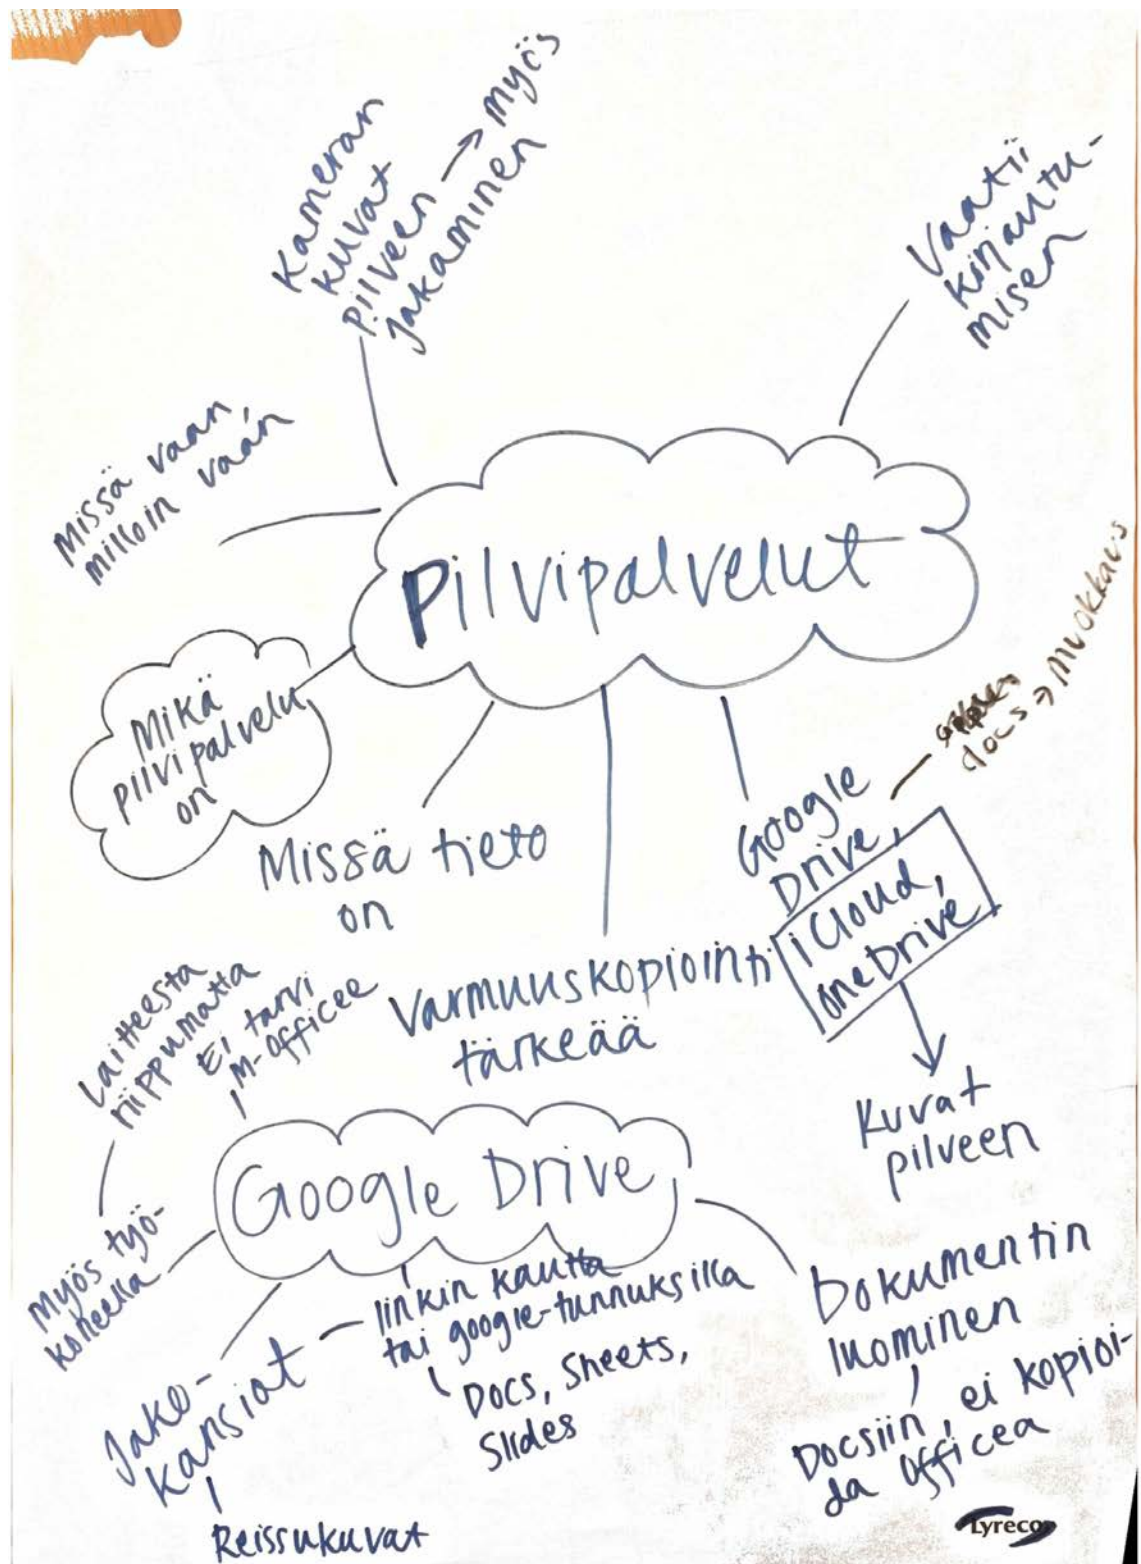 Kameran
kuvat
pilveen → myös
jakaminen
Vaatii
kirjautu-
misen
Missä vaan,
milloin vaan
Pilvipalvelut
Mikä
pilvipalvelu
on
Missä tieto
on
Varmuuskopiointi
tärkeää
Google
Drive,
iCloud,
oneDrive
docs → muokkaus
Kuvat
pilveen
Laitteesta
riippumatta
Ei tarvi
M-officee
Google Drive
Myös työ-
koneella
Jako-
kansiot
linkin kautta
tai google-tunnuksilla
Docs, Sheets,
Slides
Reissukuvat
Dokumentin
luominen
Docsiin, ei kopioi-
da officea
Lyreco